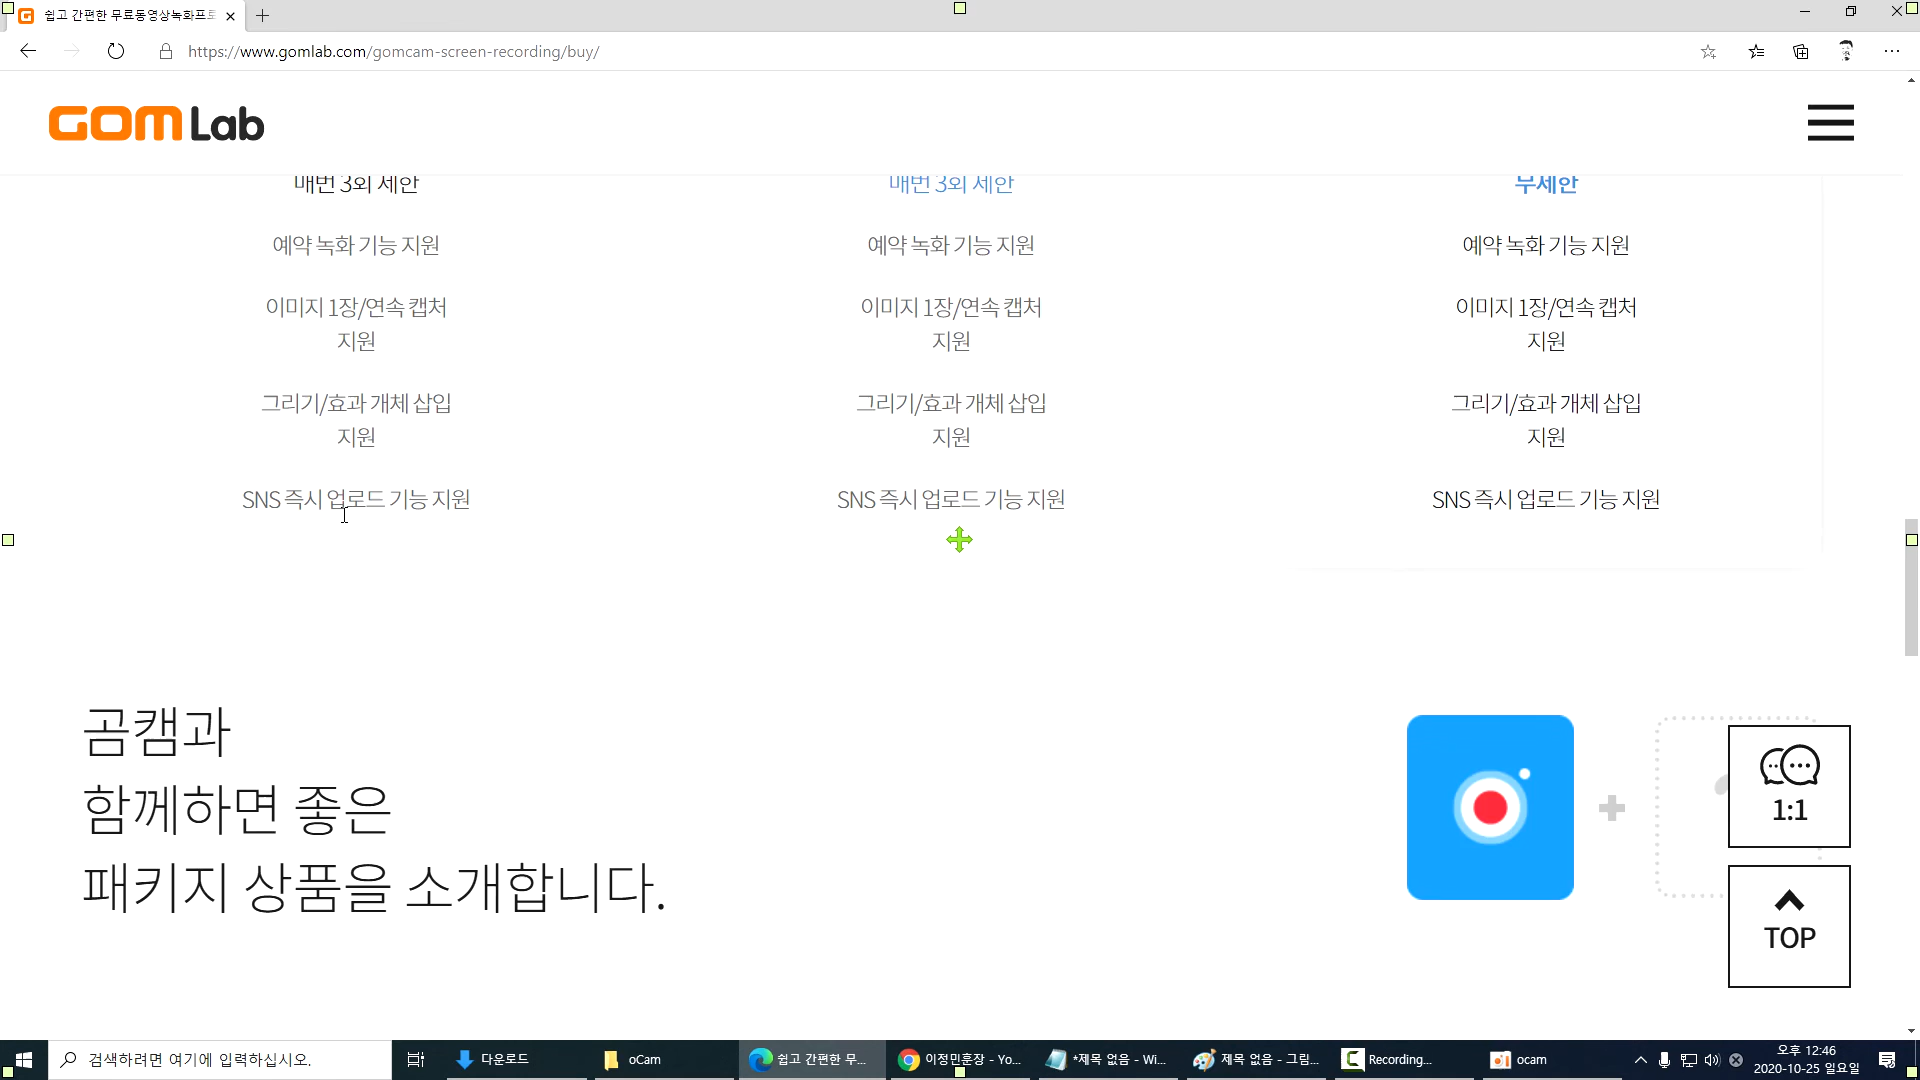 쉽고 간편한 무료동영상녹화프로
https://www.gomlab.com/gomcam-screen-recording/buy/
GOM Lab
매번 3회 제한
매번 3회 제한
무제한
예약 녹화 기능 지원
예약 녹화 기능 지원
예약 녹화 기능 지원
이미지 1장/연속 캡처
지원
이미지 1장/연속 캡처
지원
이미지 1장/연속 캡처
지원
그리기/효과 개체 삽입
지원
그리기/효과 개체 삽입
지원
그리기/효과 개체 삽입
지원
SNS 즉시 업로드 기능 지원
SNS 즉시 업로드 기능 지원
SNS 즉시 업로드 기능 지원
곰캠과
함께하면 좋은
패키지 상품을 소개합니다.
1:1
TOP
검색하려면 여기에 입력하십시오.
다운로드
oCam
쉽고 간편한 무...
이정민훈장 - Yo...
*제목 없음 - Wi...
제목 없음 - 그림...
Recording...
ocam
오후 12:46
2020-10-25 일요일